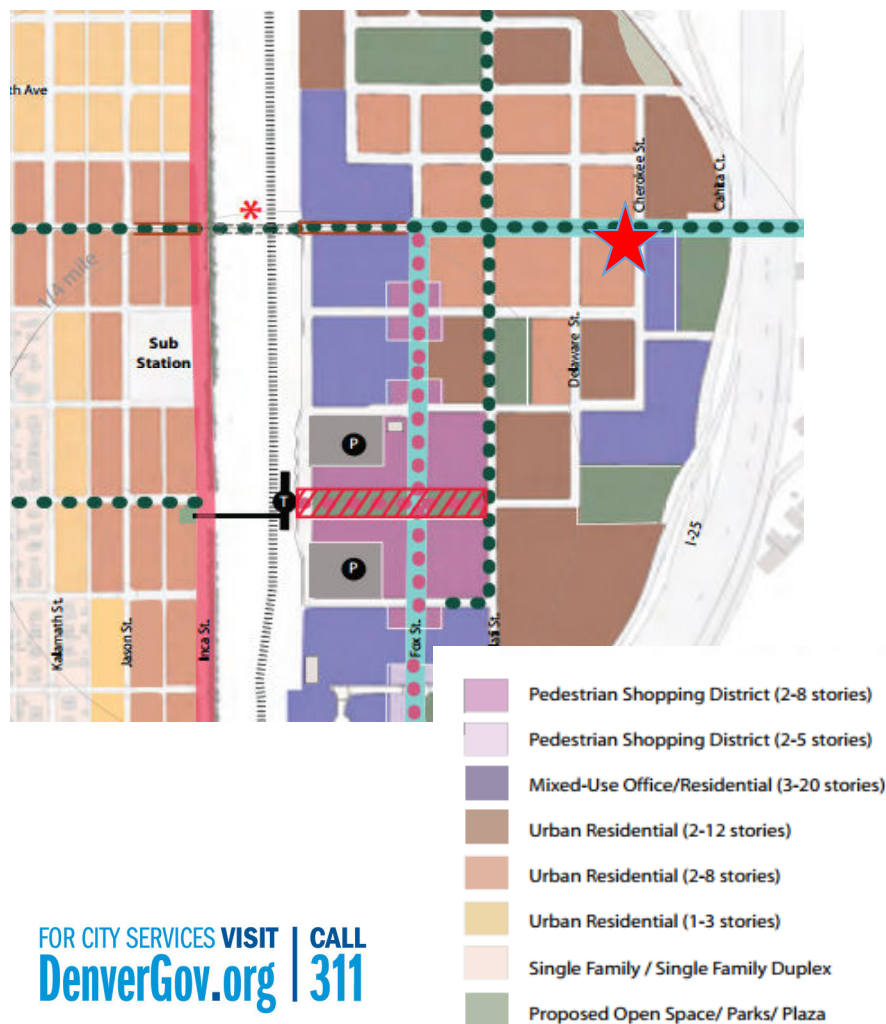 th Ave
Cherokee St.
Cahita Ct.
*
1/4 mile
Sub
Station
Delaware St.
P
T
I-25
P
Kalamath St.
Jason St.
Inca St.
Fox St.
ati St.
Pedestrian Shopping District (2-8 stories)
Pedestrian Shopping District (2-5 stories)
Mixed-Use Office/Residential (3-20 stories)
Urban Residential (2-12 stories)
Urban Residential (2-8 stories)
Urban Residential (1-3 stories)
Single Family / Single Family Duplex
Proposed Open Space/ Parks/ Plaza
FOR CITY SERVICES VISIT | CALL
DenverGov.org | 311